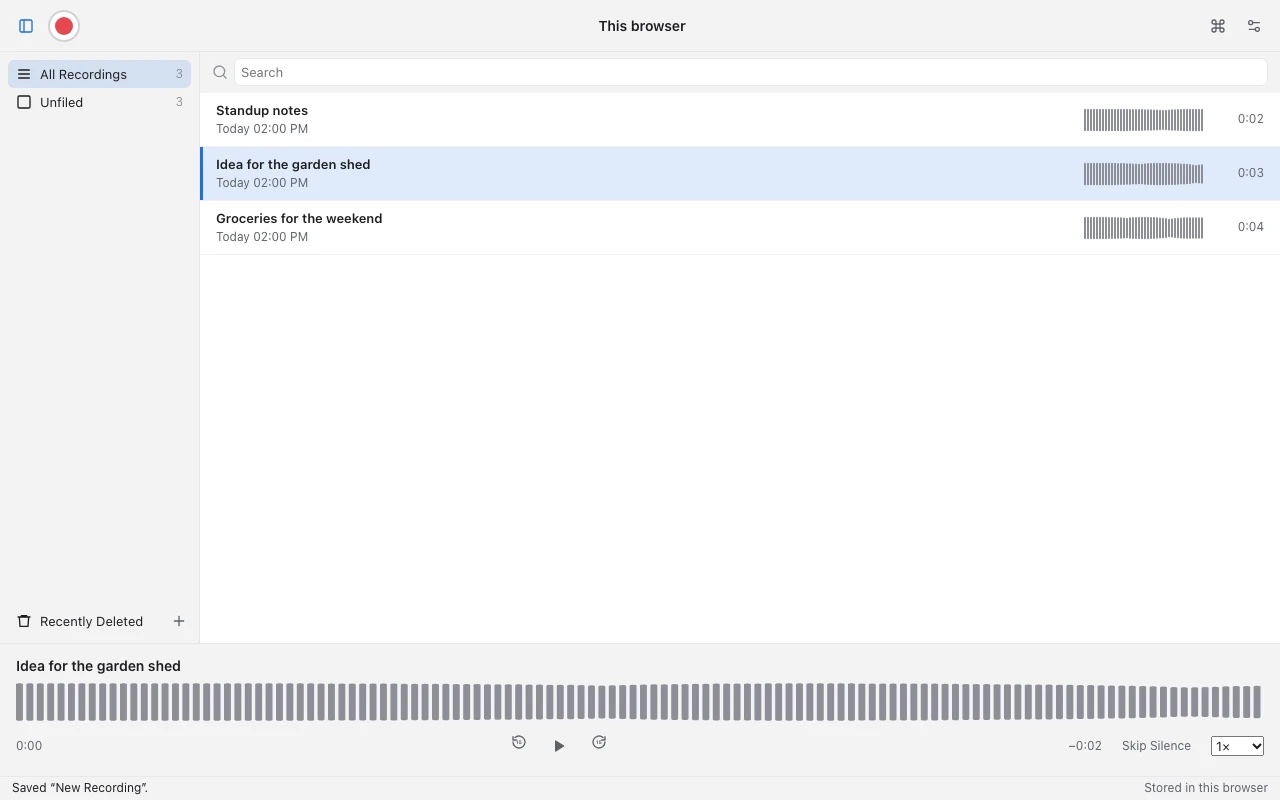 This browser
All Recordings 3
Unfiled 3
Search
Standup notes
Today 02:00 PM
0:02
Idea for the garden shed
Today 02:00 PM
0:03
Groceries for the weekend
Today 02:00 PM
0:04
Recently Deleted
Idea for the garden shed
0:00
15
15
−0:02
Skip Silence
1×
Saved “New Recording”.
Stored in this browser